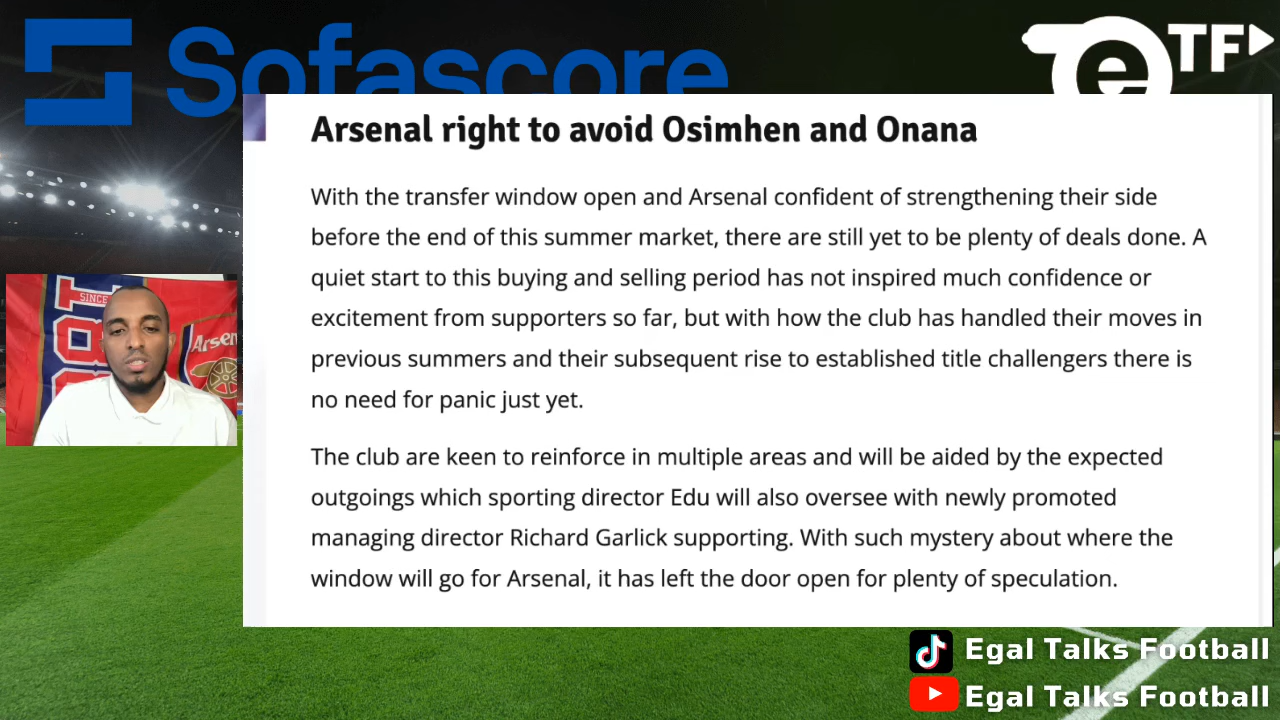 Sofascore
eTF
Arsenal right to avoid Osimhen and Onana
With the transfer window open and Arsenal confident of strengthening their side
before the end of this summer market, there are still yet to be plenty of deals done. A
quiet start to this buying and selling period has not inspired much confidence or
excitement from supporters so far, but with how the club has handled their moves in
previous summers and their subsequent rise to established title challengers there is
no need for panic just yet.
The club are keen to reinforce in multiple areas and will be aided by the expected
outgoings which sporting director Edu will also oversee with newly promoted
managing director Richard Garlick supporting. With such mystery about where the
window will go for Arsenal, it has left the door open for plenty of speculation.
SINCE
Arsen
Egal Talks Football
Egal Talks Football